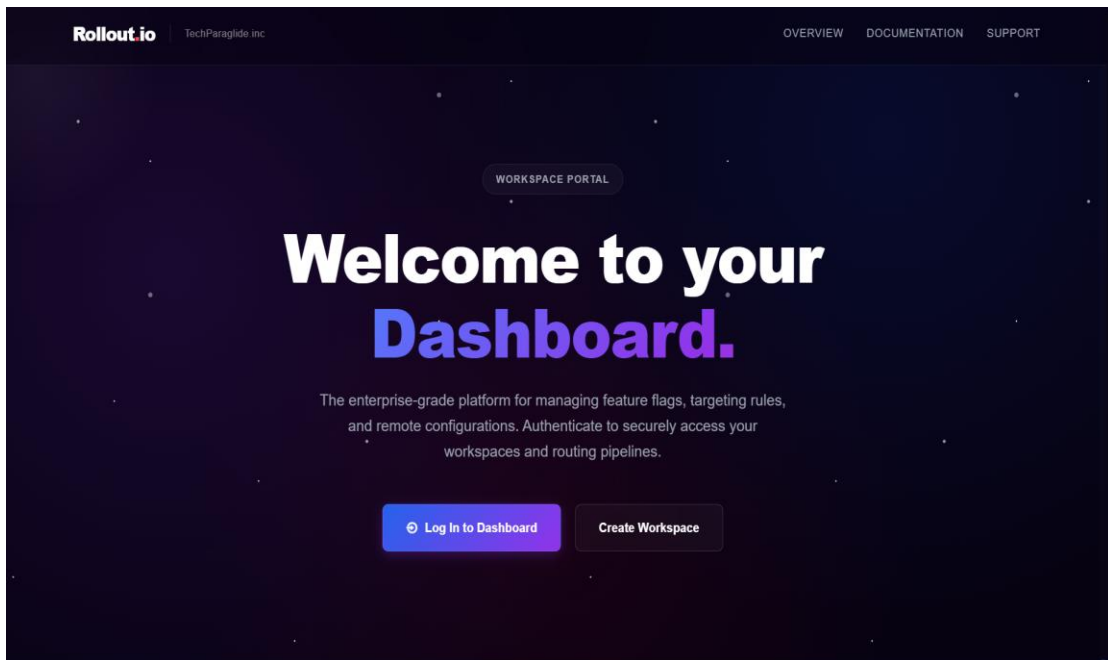 Rollout.io
TechParaglide.inc
OVERVIEW
DOCUMENTATION
SUPPORT
WORKSPACE PORTAL
Welcome to your
Dashboard.
The enterprise-grade platform for managing feature flags, targeting rules,
and remote configurations. Authenticate to securely access your
workspaces and routing pipelines.
Log In to Dashboard
Create Workspace